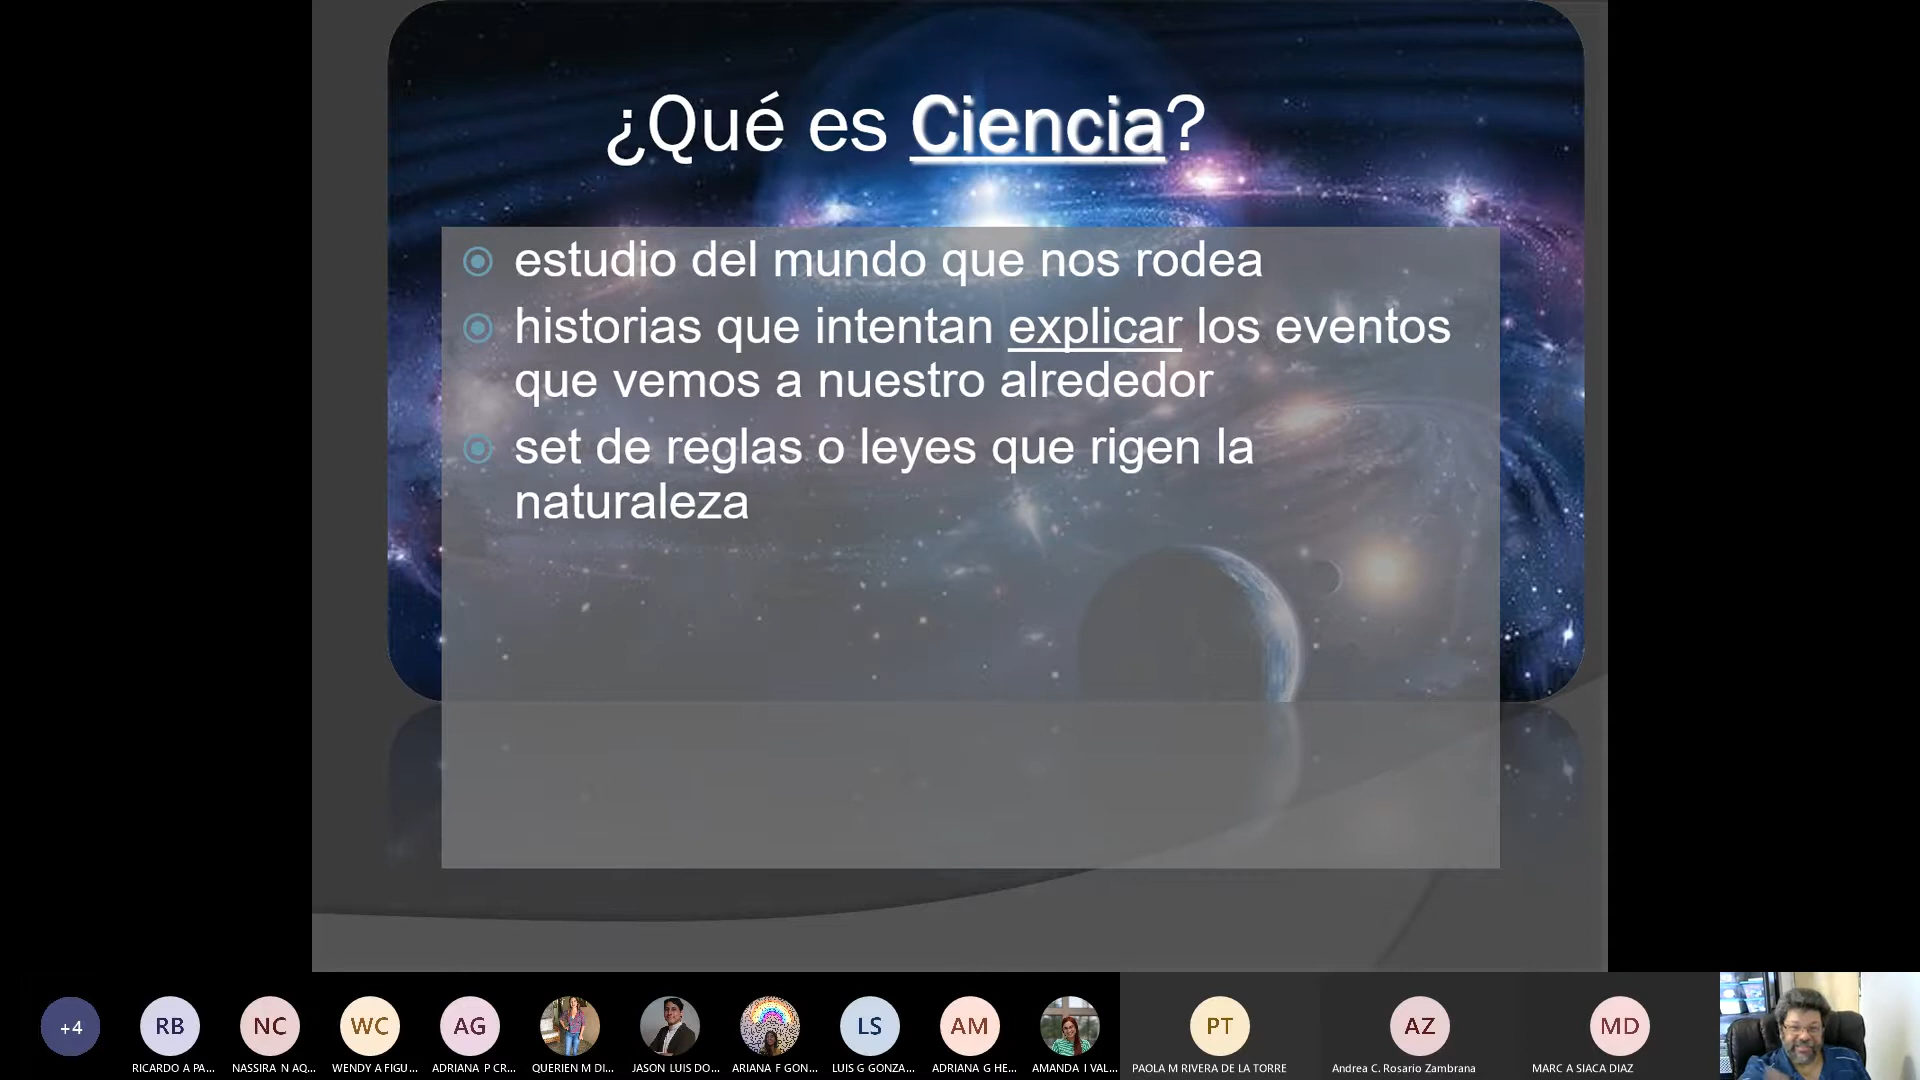 ¿Qué es Ciencia?
estudio del mundo que nos rodea
historias que intentan explicar los eventos
que vemos a nuestro alrededor
set de reglas o leyes que rigen la
naturaleza
+4
RB
NC
WC
AG
LS
AM
PT
AZ
MD
RICARDO A PA...
NASSIRA N AQ...
WENDY A FIGU...
ADRIANA P CR...
QUERIEN M DI...
JASON LUIS DO...
ARIANA F GON...
LUIS G GONZA...
ADRIANA G HE...
AMANDA I VAL...
PAOLA M RIVERA DE LA TORRE
Andrea C. Rosario Zambrana
MARC A SIACA DIAZ